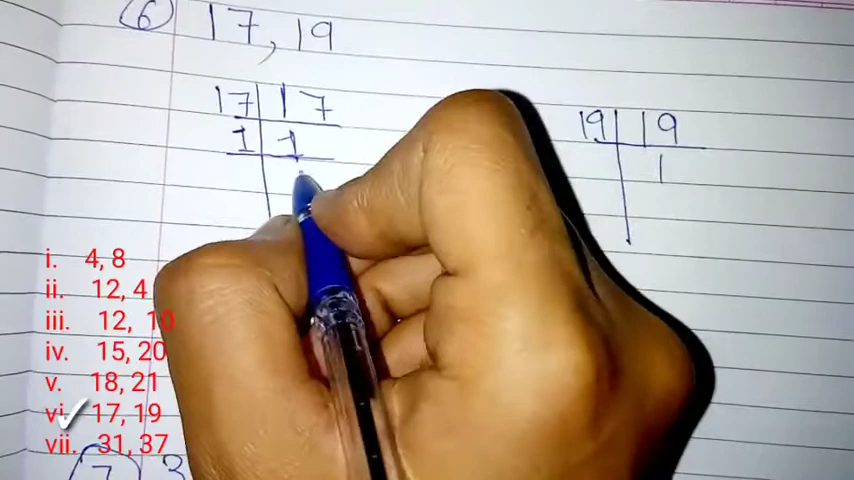 6 17, 19
17 | 17
1 | 1
19 | 19
1
i. 4, 8
ii. 12, 4
iii. 12, 10
iv. 15, 20
v. 18, 21
vi 17, 19
vii. 31, 37
7 3